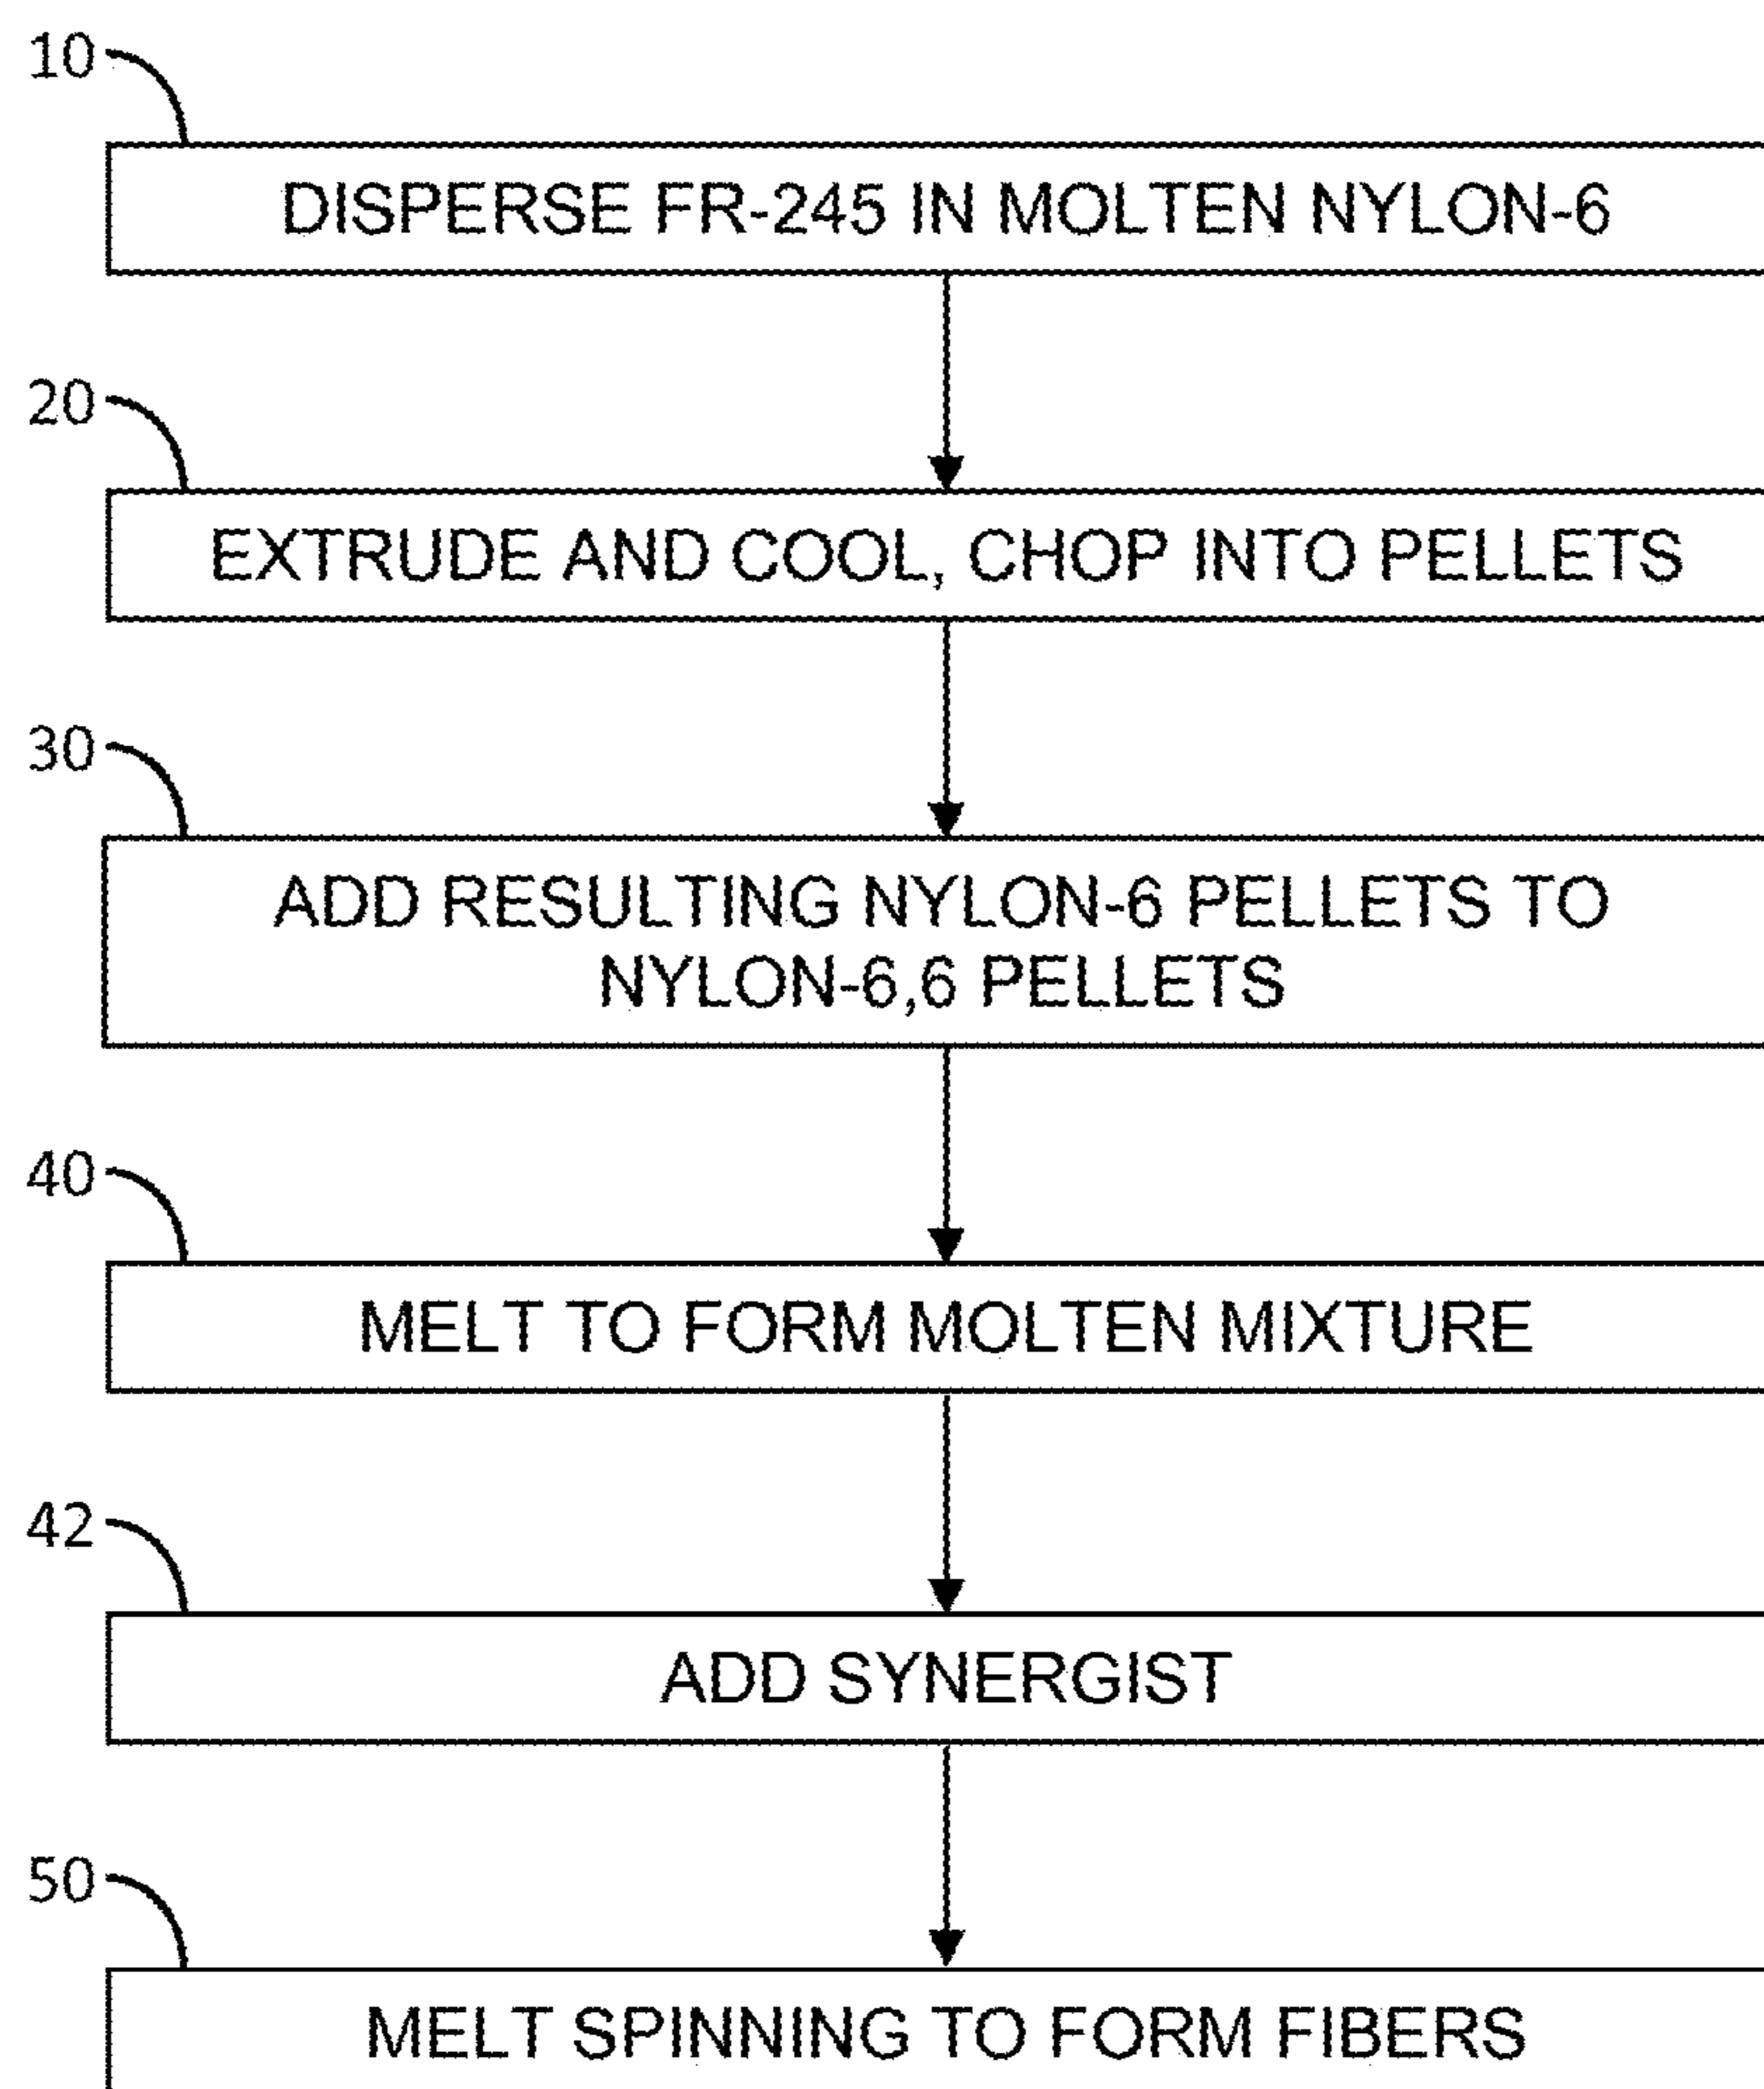 10
DISPERSE FR-245 IN MOLTEN NYLON-6
20
EXTRUDE AND COOL, CHOP INTO PELLETS
30
ADD RESULTING NYLON-6 PELLETS TO
NYLON-6,6 PELLETS
40
MELT TO FORM MOLTEN MIXTURE
42
ADD SYNERGIST
50
MELT SPINNING TO FORM FIBERS